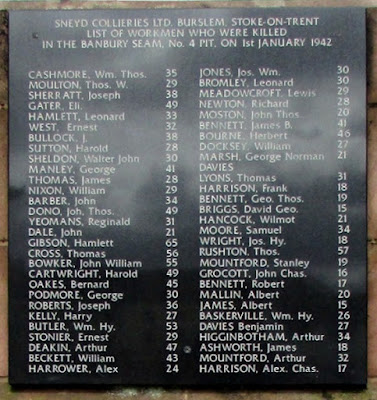 SNEYD COLLIERIES LTD. BURSLEM, STOKE-ON-TRENT
LIST OF WORKMEN WHO WERE KILLED
IN THE BANBURY SEAM, No. 4 PIT, ON 1ST JANUARY 1942
CASHMORE, Wm. Thos. 35
MOULTON, Thos. W. 29
SHERRATT, Joseph 38
GATER, Eli. 49
HAMLETT, Leonard 33
WEST, Ernest 32
BULLOCK, J. 38
SUTTON, Harold 28
SHELDON, Walter John 30
MANLEY, George 41
THOMAS, James 28
NIXON, William 29
BARBER, John 34
DONO, Joh, Thos. 49
YEOMANS, Reginald 31
DALE, John 21
GIBSON, Hamlett 65
CROSS, Thomas 56
BOWKER, John William 55
CARTWRIGHT, Harold 49
OAKES, Bernard 45
PODMORE, George 30
ROBERTS, Joseph 36
KELLY, Harry 27
BUTLER, Wm. Hy. 53
STONIER, Ernest 29
DEAKIN, Arthur 47
BECKETT, William 43
HARROWER, Alex 24
JONES, Jos. Wm. 30
BROMLEY, Leonard 30
MEADOWCROFT, Lewis 29
NEWTON, Richard 28
MOSTON, John Thos 20
BENNETT, James B. 41
BOURNE, Herbert 46
DOCKSEY, William 27
MARSH, George Norman 21
DAVIES
LYONS, Thomas 31
HARRISON, Frank 18
BENNETT, Geo. Thos. 19
BRIGGS, David Geo. 15
HANCOCK, Wilmot 21
MOORE, Samuel 34
WRIGHT, Jos. Hy. 18
RUSHTON, Thos. 57
MOUNTFORD, Stanley 19
GROCOTT, John Chas. 16
BENNETT, Robert 17
MALLIN, Albert 20
JAMES, Albert 15
BASKERVILLE, Wm. Hy. 26
DAVIES Benjamin 27
HIGGINBOTHAM, Arthur 34
ASHWORTH, James 18
MOUNTFORD, Arthur 32
HARRISON, Alex. Chas. 17